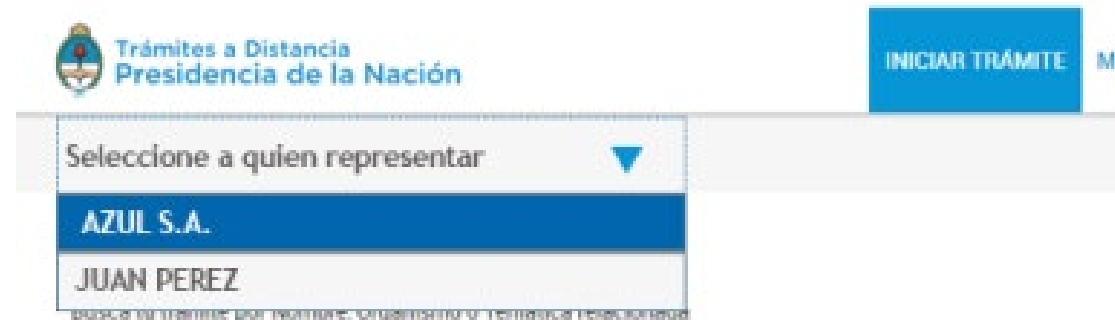 Trámites a Distancia
Presidencia de la Nación
INICIAR TRÁMITE
M
Seleccione a quien representar
AZUL S.A.
JUAN PEREZ